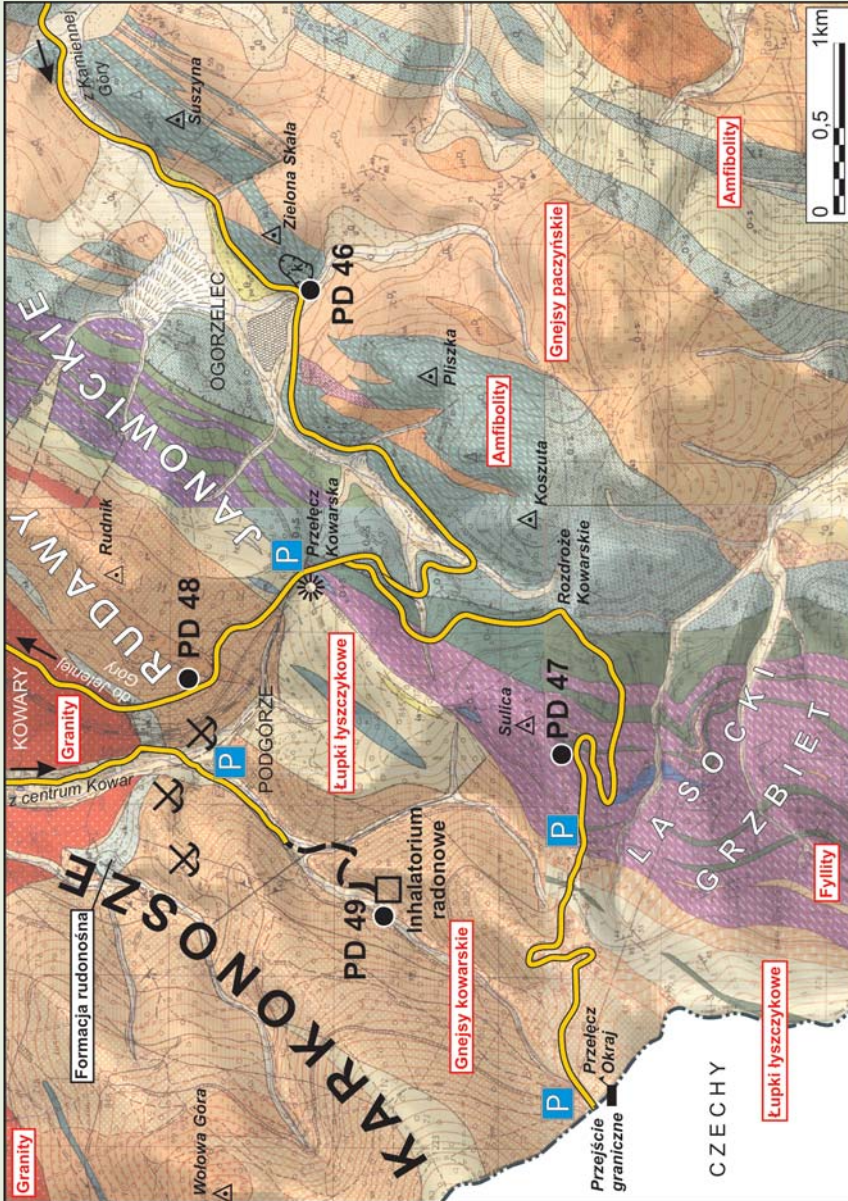 Granity
Wołowa Góra
Formacja rudonośna
KARKONOSZE
KOWARY
Granity
z centrum Kowar
do Jeleniej
Góry
PODGÓRZE
P
PD 48
RUDAWY
JANOWICKIE
Rudnik
P
Przełęcz
Kowarska
OGORZELEC
z Kamiennej
Góry
Suszyna
Zielona Skała
PD 46
PD 49
Inhalatorium
radonowe
Łupki łyszczykowe
Gnejsy kowarskie
Pliszka
Amfibolity
Koszuta
Gnejsy paczyńskie
Rozdroże
Kowarskie
Sulica
PD 47
P
P
Przełęcz
Okraj
Przejście
graniczne
CZECHY
Łupki łyszczykowe
LASOCKI
GRZBIET
Fyllity
Amfibolity
0
0,5
1km